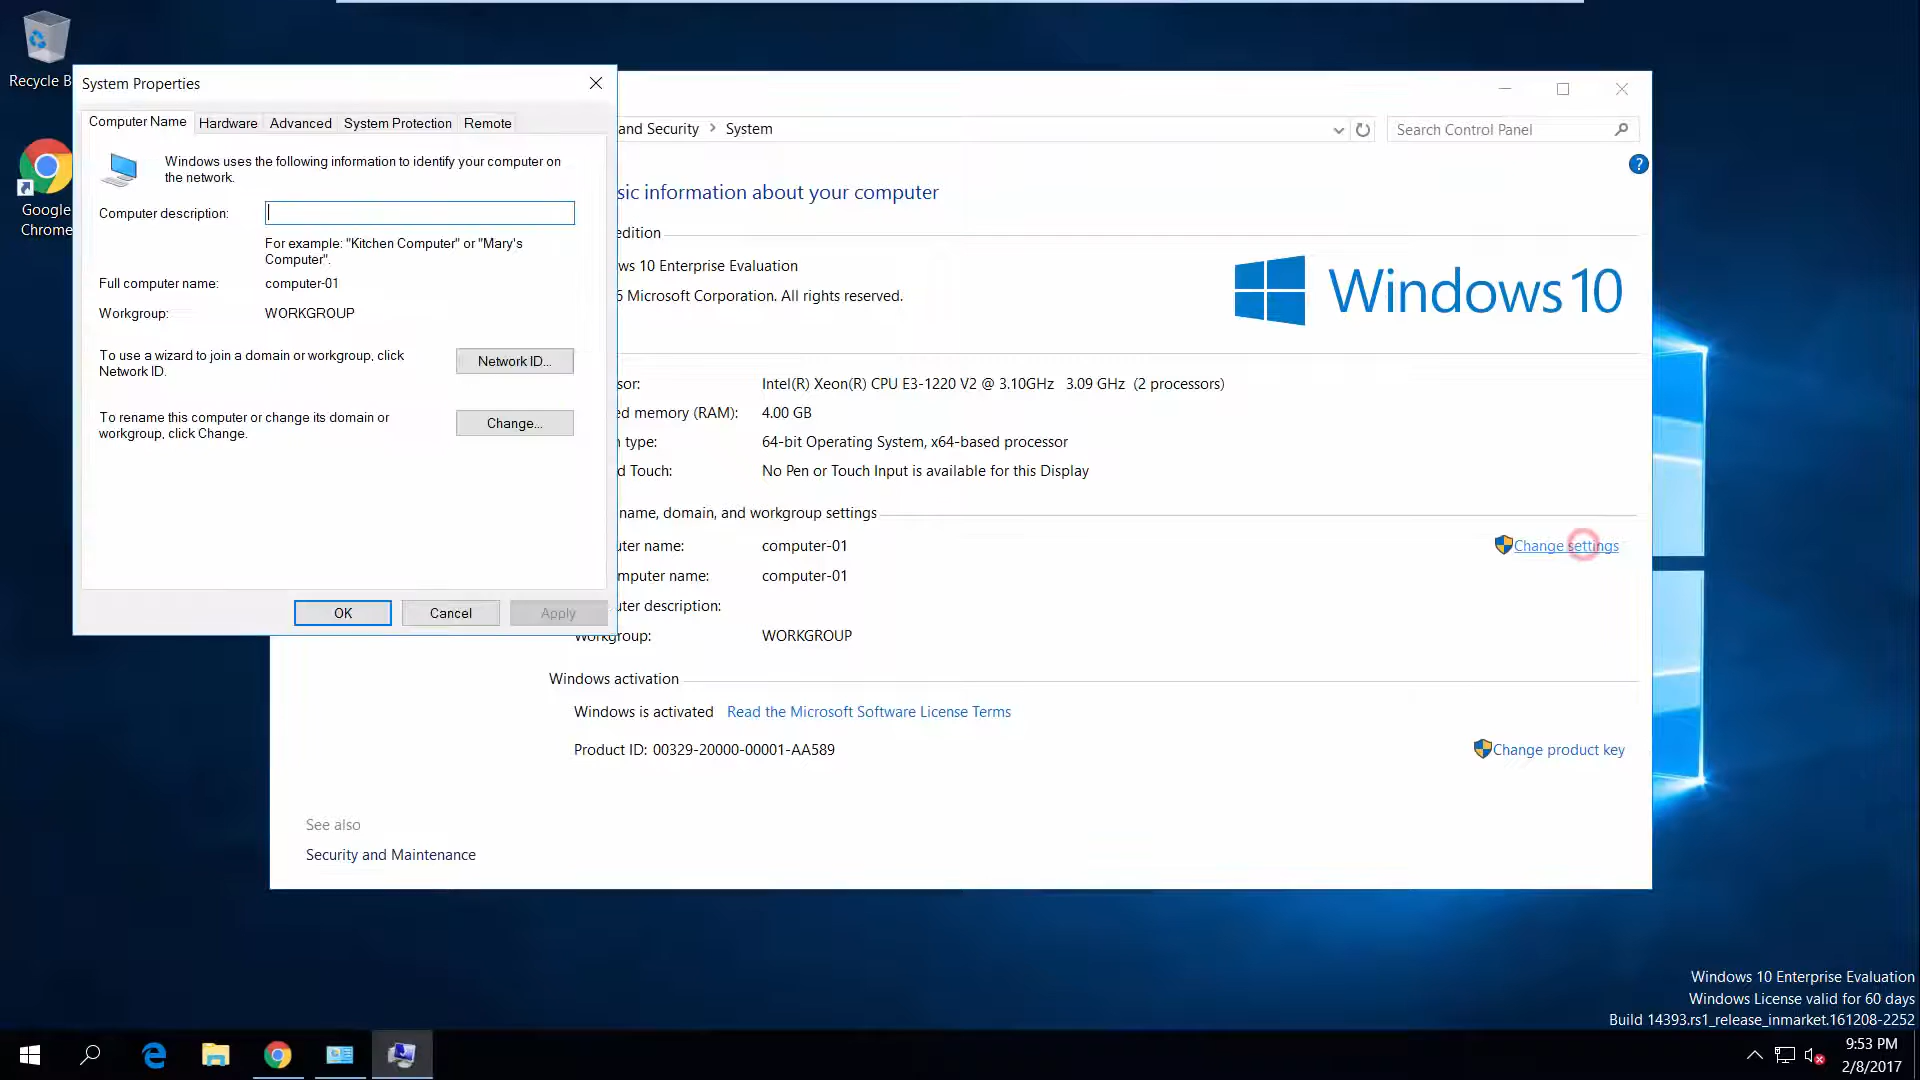 Recycle B
Google
Chrome
System Properties
Computer Name
Hardware
Advanced
System Protection
Remote
Windows uses the following information to identify your computer on
the network.
Computer description:
For example: "Kitchen Computer" or "Mary's
Computer".
Full computer name:
computer-01
Workgroup:
WORKGROUP
To use a wizard to join a domain or workgroup, click
Network ID.
Network ID...
To rename this computer or change its domain or
workgroup, click Change.
Change...
OK
Cancel
Apply
and Security > System
Search Control Panel
?
sic information about your computer
edition
ws 10 Enterprise Evaluation
6 Microsoft Corporation. All rights reserved.
Windows 10
sor:
Intel(R) Xeon(R) CPU E3-1220 V2 @ 3.10GHz 3.09 GHz (2 processors)
ed memory (RAM):
4.00 GB
type:
64-bit Operating System, x64-based processor
d Touch:
No Pen or Touch Input is available for this Display
name, domain, and workgroup settings
uter name:
computer-01
Change settings
mputer name:
computer-01
uter description:
Workgroup:
WORKGROUP
Windows activation
Windows is activated Read the Microsoft Software License Terms
Product ID: 00329-20000-00001-AA589
Change product key
See also
Security and Maintenance
Windows 10 Enterprise Evaluation
Windows License valid for 60 days
Build 14393.rs1_release_inmarket.161208-2252
9:53 PM
2/8/2017